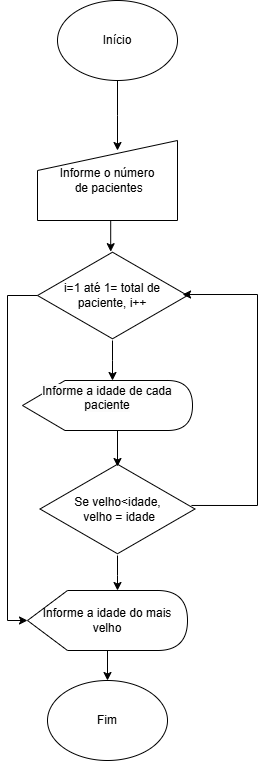 Início
Informe o número
de pacientes
i=1 até 1= total de
paciente, i++
Informe a idade de cada
paciente
Se velho<idade,
velho = idade
Informe a idade do mais
velho
Fim